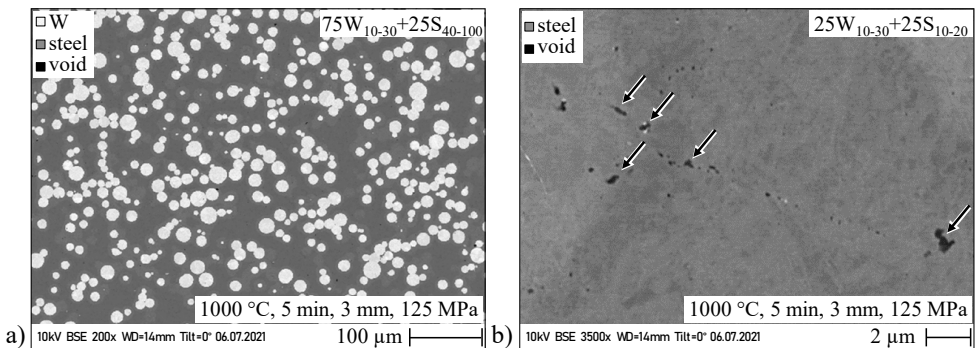 W
steel
void
75W10-30+25S40-100
1000 °C, 5 min, 3 mm, 125 MPa
a)
10kV BSE 200x WD=14mm Tilt=0° 06.07.2021
100 µm
steel
void
25W10-30+25S10-20
1000 °C, 5 min, 3 mm, 125 MPa
b)
10kV BSE 3500x WD=14mm Tilt=0° 06.07.2021
2 µm